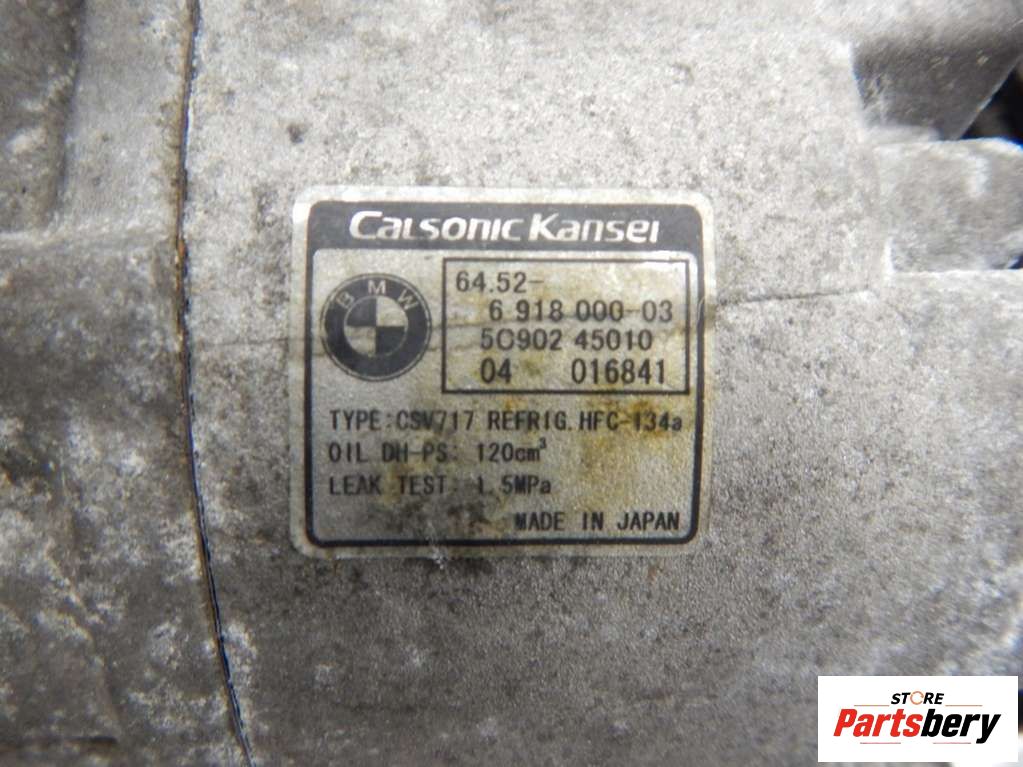 Calsonic Kansei
BMW
64.52-
6 918 000-03
5C902 45010
04 016841
TYPE:CSV717 REFRIG.HFC-134a
OIL DH-PS: 120cm³
LEAK TEST: 1.5MPa
MADE IN JAPAN
STORE
Partsbery